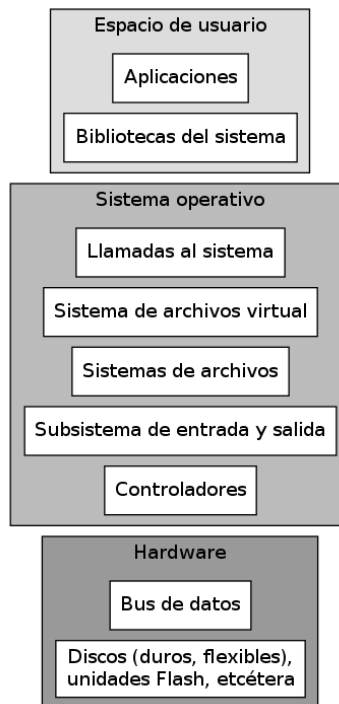 Espacio de usuario
Aplicaciones
Bibliotecas del sistema
Sistema operativo
Llamadas al sistema
Sistema de archivos virtual
Sistemas de archivos
Subsistema de entrada y salida
Controladores
Hardware
Bus de datos
Discos (duros, flexibles),
unidades Flash, etcétera